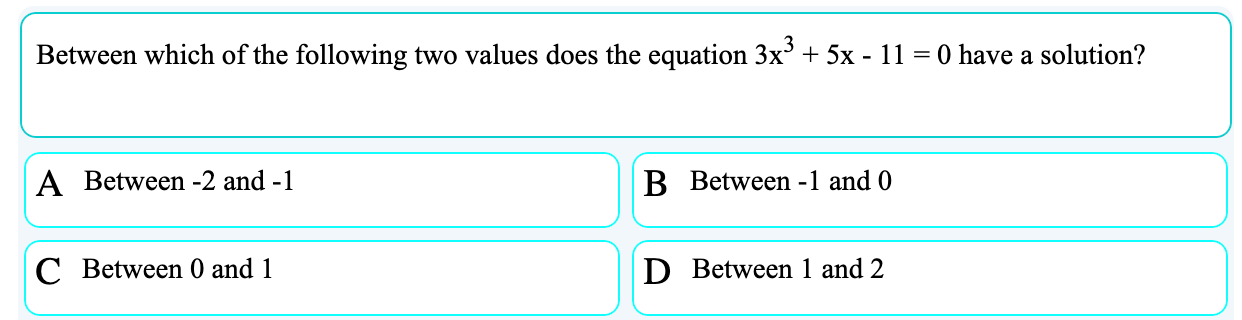 Between which of the following two values does the equation 3x³ + 5x - 11 = 0 have a solution?
A Between -2 and -1
B Between -1 and 0
C Between 0 and 1
D Between 1 and 2